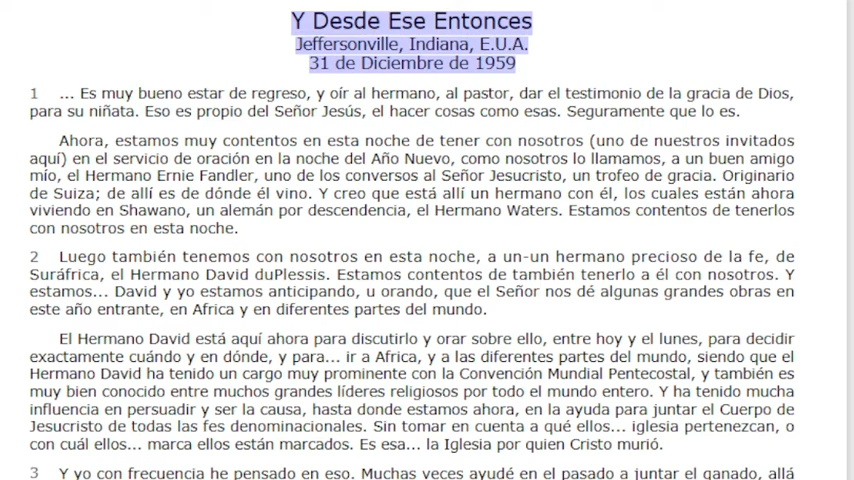 Y Desde Ese Entonces
Jeffersonville, Indiana, E.U.A.
31 de Diciembre de 1959
1 ... Es muy bueno estar de regreso, y oír al hermano, al pastor, dar el testimonio de la gracia de Dios,
para su niñata. Eso es propio del Señor Jesús, el hacer cosas como esas. Seguramente que lo es.
Ahora, estamos muy contentos en esta noche de tener con nosotros (uno de nuestros invitados
aquí) en el servicio de oración en la noche del Año Nuevo, como nosotros lo llamamos, a un buen amigo
mío, el Hermano Ernie Fandler, uno de los conversos al Señor Jesucristo, un trofeo de gracia. Originario
de Suiza; de allí es de dónde él vino. Y creo que está allí un hermano con él, los cuales están ahora
viviendo en Shawano, un alemán por descendencia, el Hermano Waters. Estamos contentos de tenerlos
con nosotros en esta noche.
2 Luego también tenemos con nosotros en esta noche, a un-un hermano precioso de la fe, de
Suráfrica, el Hermano David duPlessis. Estamos contentos de también tenerlo a él con nosotros. Y
estamos... David y yo estamos anticipando, u orando, que el Señor nos dé algunas grandes obras en
este año entrante, en Africa y en diferentes partes del mundo.
El Hermano David está aquí ahora para discutirlo y orar sobre ello, entre hoy y el lunes, para decidir
exactamente cuándo y en dónde, y para... ir a Africa, y a las diferentes partes del mundo, siendo que el
Hermano David ha tenido un cargo muy prominente con la Convención Mundial Pentecostal, y también es
muy bien conocido entre muchos grandes líderes religiosos por todo el mundo entero. Y ha tenido mucha
influencia en persuadir y ser la causa, hasta donde estamos ahora, en la ayuda para juntar el Cuerpo de
Jesucristo de todas las fes denominacionales. Sin tomar en cuenta a qué ellos... iglesia pertenezcan, o
con cuál ellos... marca ellos están marcados. Es esa... la Iglesia por quien Cristo murió.
3 Y yo con frecuencia he pensado en eso. Muchas veces ayudé en el pasado a juntar el ganado, allá